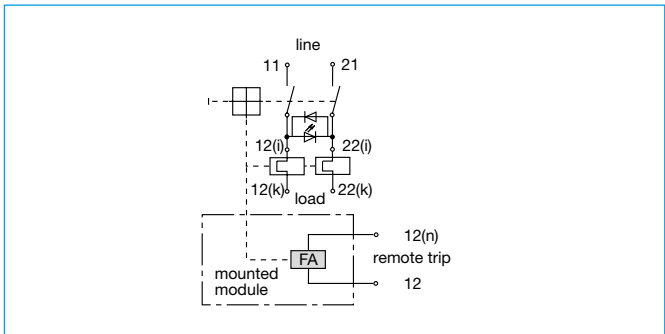 line
11 21
12(i) 22(i)
12(k) 22(k)
load
12(n)
FA remote trip
mounted
module
12